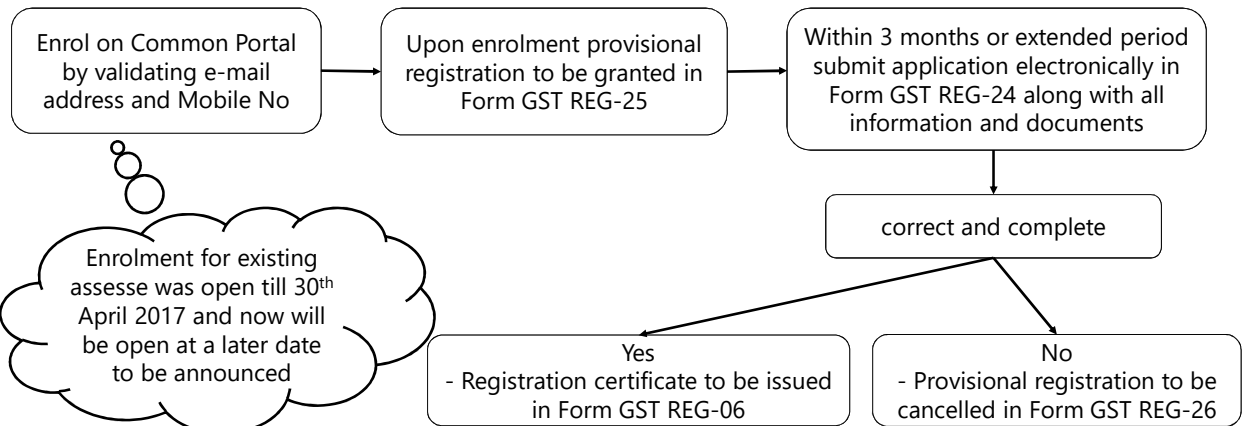 Enrol on Common Portal
by validating e-mail
address and Mobile No
Upon enrolment provisional
registration to be granted in
Form GST REG-25
Within 3 months or extended period
submit application electronically in
Form GST REG-24 along with all
information and documents
correct and complete
Enrolment for existing
assesse was open till 30th
April 2017 and now will
be open at a later date
to be announced
Yes
- Registration certificate to be issued
in Form GST REG-06
No
- Provisional registration to be
cancelled in Form GST REG-26